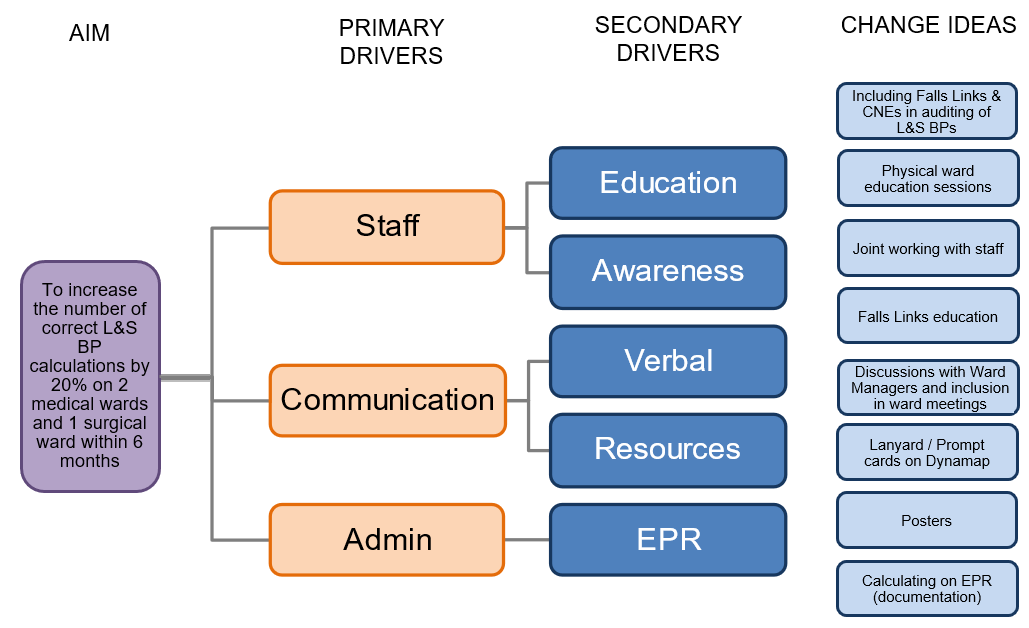 AIM
PRIMARY
DRIVERS
SECONDARY
DRIVERS
CHANGE IDEAS
To increase
the number of
correct L&S
BP
calculations by
20% on 2
medical wards
and 1 surgical
ward within 6
months
Staff
Communication
Admin
Education
Awareness
Verbal
Resources
EPR
Including Falls Links &
CNEs in auditing of
L&S BPs
Physical ward
education sessions
Joint working with staff
Falls Links education
Discussions with Ward
Managers and inclusion
in ward meetings
Lanyard / Prompt
cards on Dynamap
Posters
Calculating on EPR
(documentation)